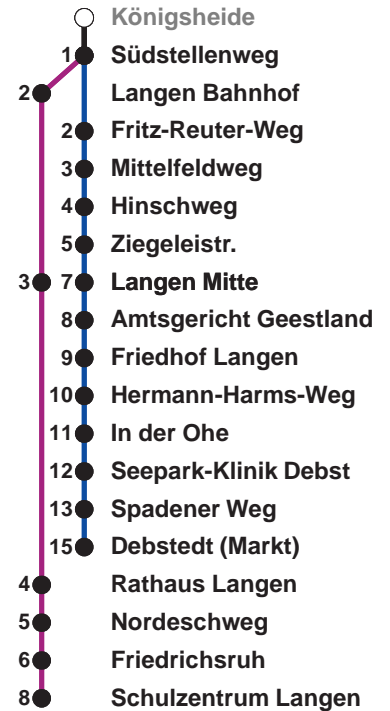 Königsheide
1 Südstellenweg
2 Langen Bahnhof
2 Fritz-Reuter-Weg
3 Mittelfeldweg
4 Hinschweg
5 Ziegeleistr.
3 7 Langen Mitte
8 Amtsgericht Geestland
9 Friedhof Langen
10 Hermann-Harms-Weg
11 In der Ohe
12 Seepark-Klinik Debst
13 Spadener Weg
15 Debstedt (Markt)
4 Rathaus Langen
5 Nordeschweg
6 Friedrichsruh
8 Schulzentrum Langen